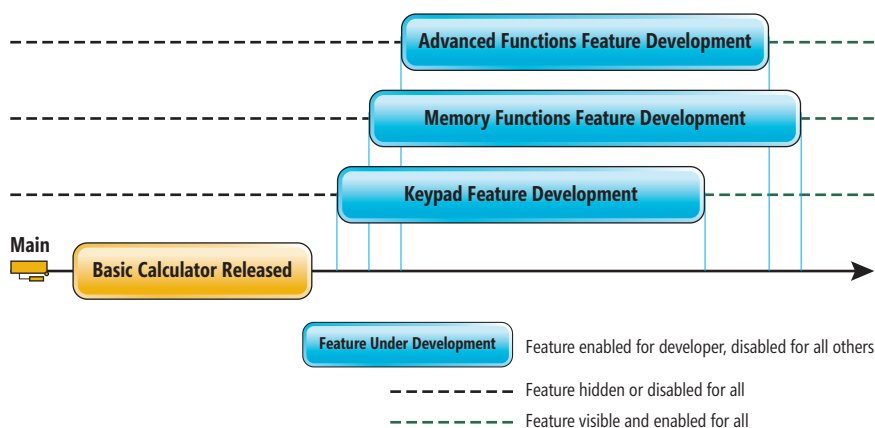 Advanced Functions Feature Development
Memory Functions Feature Development
Keypad Feature Development
Main
Basic Calculator Released
Feature Under Development
Feature enabled for developer, disabled for all others
Feature hidden or disabled for all
Feature visible and enabled for all